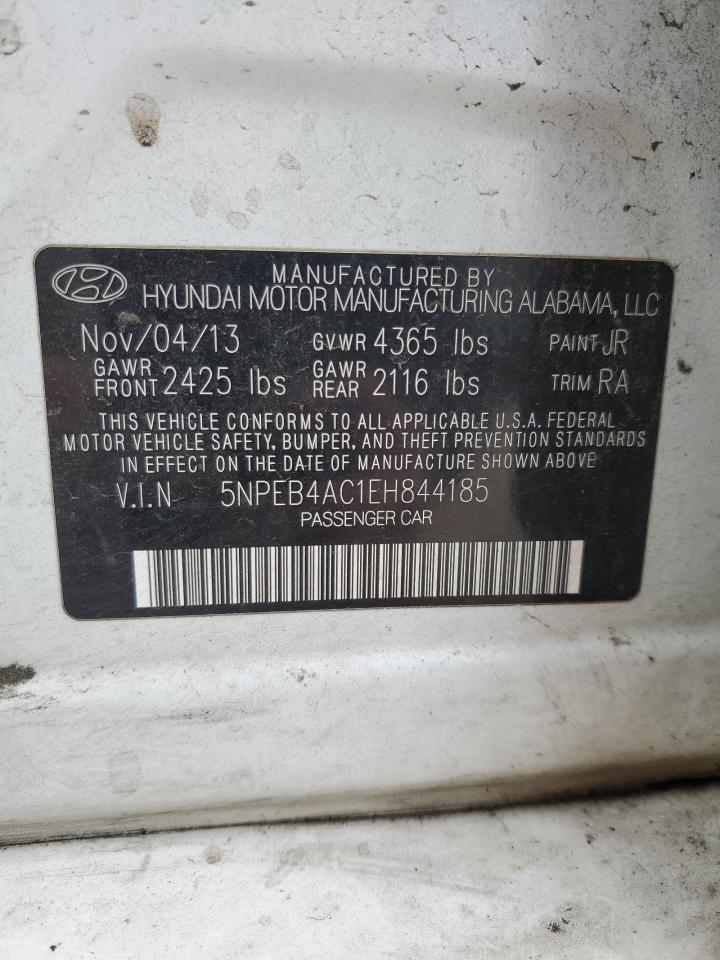 MANUFACTURED BY
HYUNDAI MOTOR MANUFACTURING ALABAMA, LLC
Nov/04/13 GVWR 4365 lbs PAINT JR
GAWR FRONT 2425 lbs GAWR REAR 2116 lbs TRIM RA
THIS VEHICLE CONFORMS TO ALL APPLICABLE U.S.A. FEDERAL
MOTOR VEHICLE SAFETY, BUMPER, AND THEFT PREVENTION STANDARDS
IN EFFECT ON THE DATE OF MANUFACTURE SHOWN ABOVE
V.I.N 5NPEB4AC1EH844185
PASSENGER CAR